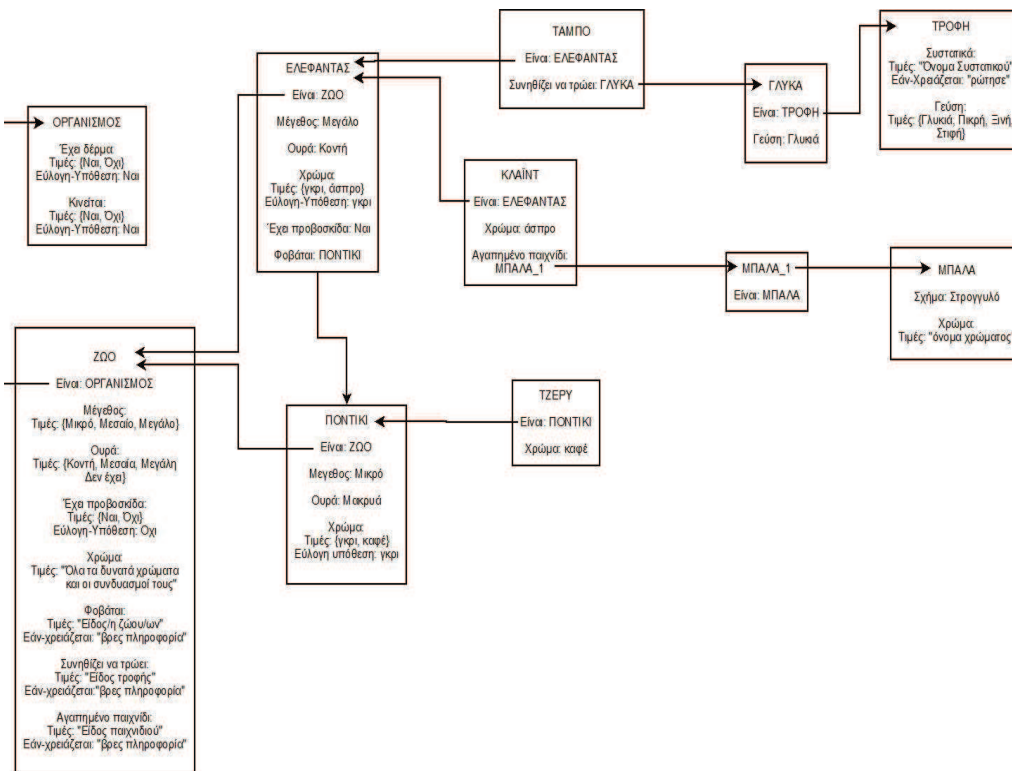 ΤΑΜΠΟ
Είναι: ΕΛΕΦΑΝΤΑΣ
Συνηθίζει να τρώει: ΓΛΥΚΑ
ΤΡΟΦΗ
Συστατικά:
Τιμές: "Όνομα Συστατικού"
Εάν-Χρειάζεται: "ρώτησε"
Γεύση:
Τιμές: {Γλυκιά, Πικρή, Ξινή,
Στιφή}
ΓΛΥΚΑ
Είναι: ΤΡΟΦΗ
Γεύση: Γλυκιά
ΕΛΕΦΑΝΤΑΣ
Είναι: ΖΩΟ
Μέγεθος: Μεγάλο
Ουρά: Κοντή
Χρώμα:
Τιμές: {γκρι, άσπρο}
Εύλογη-Υπόθεση: γκρι
Έχει προβοσκίδα: Ναι
Φοβάται: ΠΟΝΤΙΚΙ
ΟΡΓΑΝΙΣΜΟΣ
Έχει δέρμα:
Τιμές: {Ναι, Όχι}
Εύλογη-Υπόθεση: Ναι
Κινείται:
Τιμές: {Ναι, Όχι}
Εύλογη-Υπόθεση: Ναι
ΚΛΑΪΝΤ
Είναι: ΕΛΕΦΑΝΤΑΣ
Χρώμα: άσπρο
Αγαπημένο παιχνίδι:
ΜΠΑΛΑ_1
ΜΠΑΛΑ_1
Είναι: ΜΠΑΛΑ
ΜΠΑΛΑ
Σχήμα: Στρογγυλό
Χρώμα:
Τιμές: "όνομα χρώματος"
ΖΩΟ
Είναι: ΟΡΓΑΝΙΣΜΟΣ
Μέγεθος:
Τιμές: {Μικρό, Μεσαίο, Μεγάλο}
Ουρά:
Τιμές: {Κοντή, Μεσαία, Μεγάλη
Δεν έχει}
Έχει προβοσκίδα:
Τιμές: {Ναι, Όχι}
Εύλογη-Υπόθεση: Οχι
Χρώμα:
Τιμές: "Όλα τα δυνατά χρώματα
και οι συνδυασμοί τους"
Φοβάται:
Τιμές: "Είδος/η ζώου/ων"
Εάν-χρειάζεται: "βρες πληροφορία"
Συνηθίζει να τρώει:
Τιμές: "Είδος τροφής"
Εάν-χρειάζεται:"βρες πληροφορία"
Αγαπημένο παιχνίδι:
Τιμές: "Είδος παιχνιδιού"
Εάν-χρειάζεται: "βρες πληροφορία"
ΠΟΝΤΙΚΙ
Είναι: ΖΩΟ
Μεγεθος: Μικρό
Ουρά: Μακρυά
Χρώμα:
Τιμές: {γκρι, καφέ}
Εύλογη υπόθεση: γκρι
ΤΖΕΡΥ
Είναι: ΠΟΝΤΙΚΙ
Χρώμα: καφέ